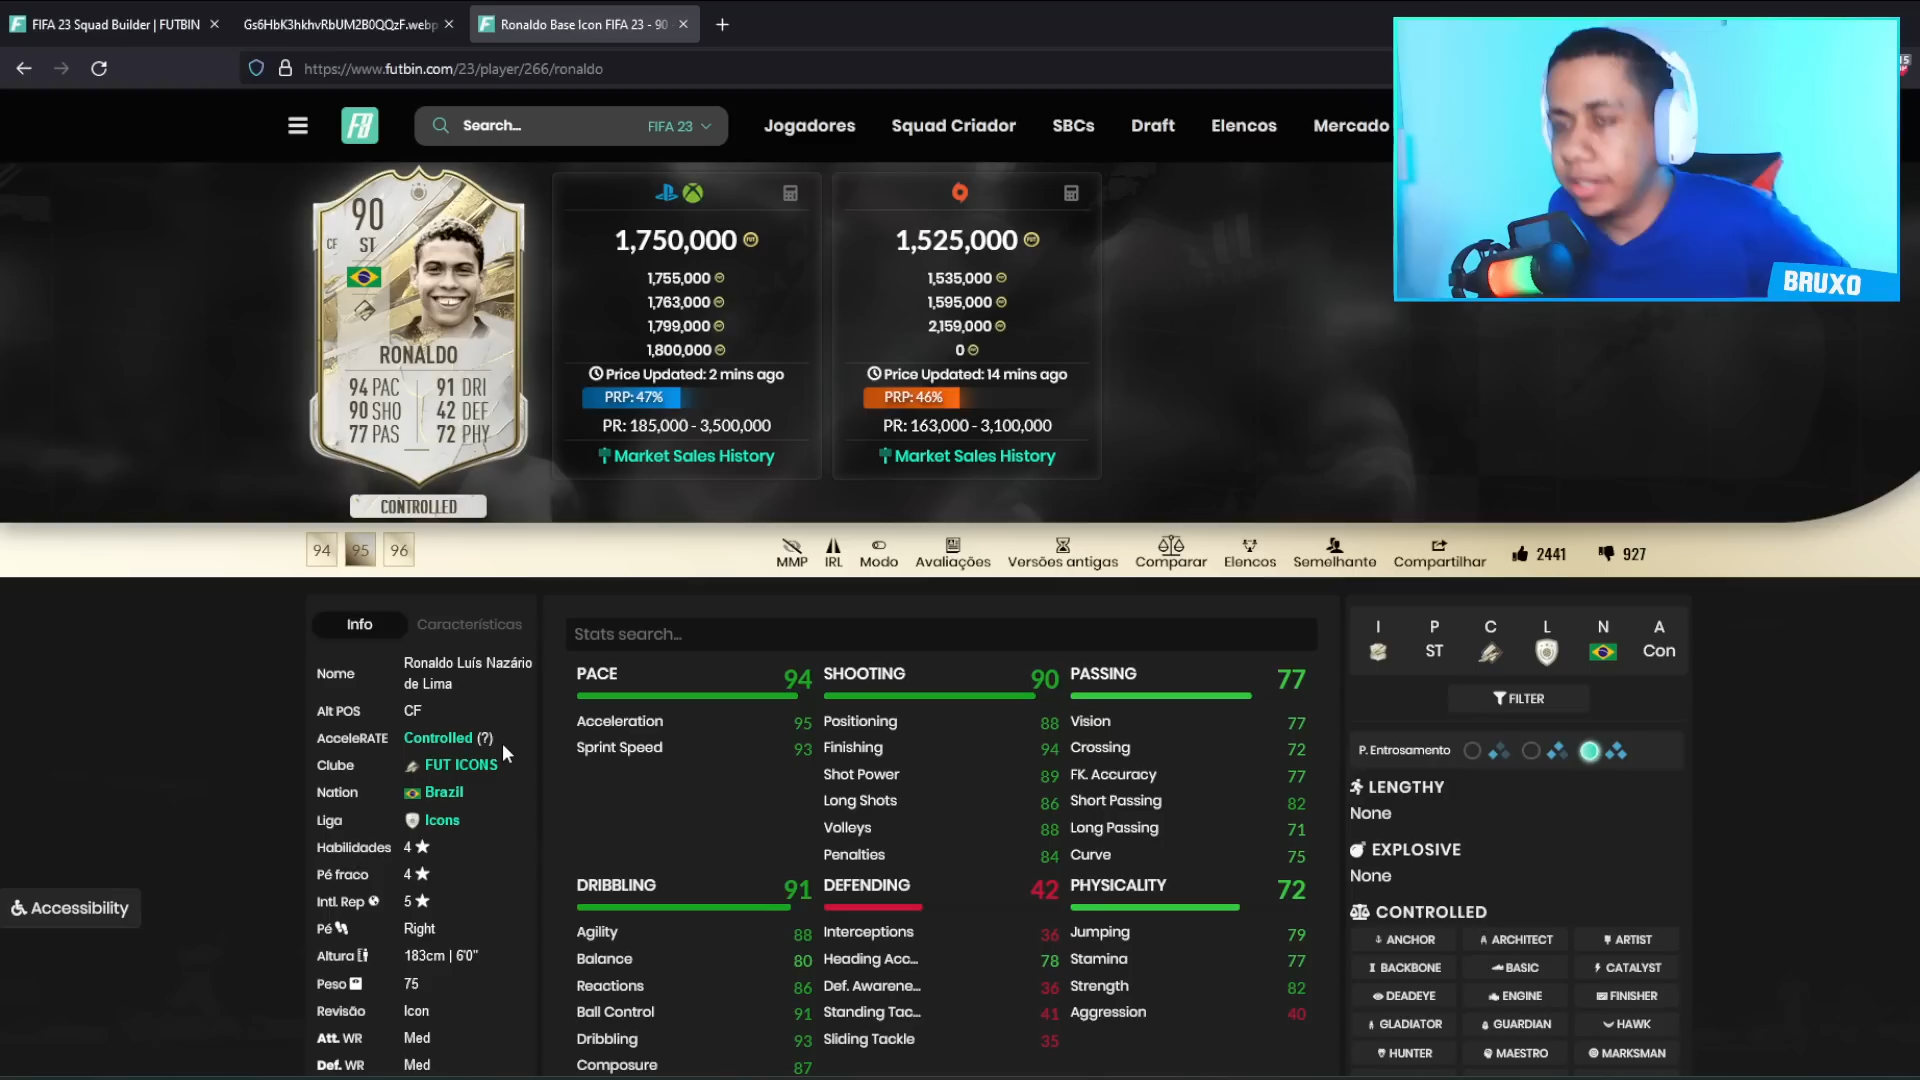 FIFA 23 Squad Builder | FUTBIN
Gs6HbK3hkhvRbUM2B0QQzF.webp
Ronaldo Base Icon FIFA 23 - 90
https://www.futbin.com/23/player/266/ronaldo
Search...
FIFA 23
Jogadores
Squad Criador
SBCs
Draft
Elencos
Mercado
BRUXO
90
CF
ST
RONALDO
94 PAC 91 DRI
90 SHO 42 DEF
77 PAS 72 PHY
CONTROLLED
1,750,000
1,755,000
1,763,000
1,799,000
1,800,000
Price Updated: 2 mins ago
PRP: 47%
PR: 185,000 - 3,500,000
Market Sales History
1,525,000
1,535,000
1,595,000
2,159,000
0
Price Updated: 14 mins ago
PRP: 46%
PR: 163,000 - 3,100,000
Market Sales History
94 95 96
MMP
IRL
Modo
Avaliações
Versões antigas
Comparar
Elencos
Semelhante
Compartilhar
2441
927
Info Características
Nome Ronaldo Luís Nazário
de Lima
Alt POS CF
AcceleRATE Controlled (?)
Clube FUT ICONS
Nation Brazil
Liga Icons
Habilidades 4
Pé fraco 4
Intl. Rep 5
Pé Right
Altura 183cm | 6'0"
Peso 75
Revisão Icon
Att. WR Med
Def. WR Med
Accessibility
Stats search...
PACE 94
Acceleration 95
Sprint Speed 93
SHOOTING 90
Positioning 88
Finishing 94
Shot Power 89
Long Shots 86
Volleys 88
Penalties 84
PASSING 77
Vision 77
Crossing 72
FK. Accuracy 77
Short Passing 82
Long Passing 71
Curve 75
DRIBBLING 91
Agility 88
Balance 80
Reactions 86
Ball Control 91
Dribbling 93
Composure 87
DEFENDING 42
Interceptions 36
Heading Acc... 78
Def. Awarene... 36
Standing Tac... 41
Sliding Tackle 35
PHYSICALITY 72
Jumping 79
Stamina 77
Strength 82
Aggression 40
I P C L N A
ST Con
FILTER
P. Entrosamento
LENGTHY
None
EXPLOSIVE
None
CONTROLLED
ANCHOR ARCHITECT ARTIST
BACKBONE BASIC CATALYST
DEADEYE ENGINE FINISHER
GLADIATOR GUARDIAN HAWK
HUNTER MAESTRO MARKSMAN